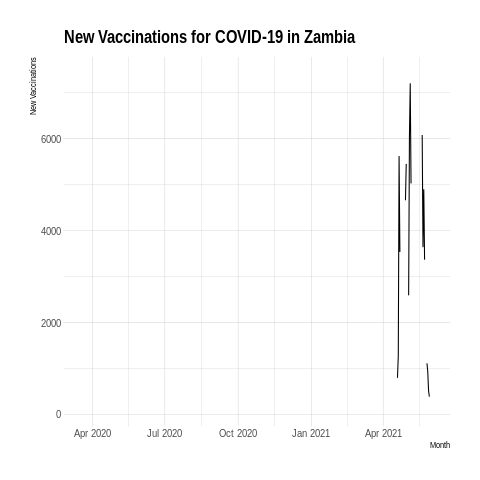 New Vaccinations for COVID-19 in Zambia
New Vaccinations
6000
4000
2000
0
Apr 2020 Jul 2020 Oct 2020 Jan 2021 Apr 2021
Month